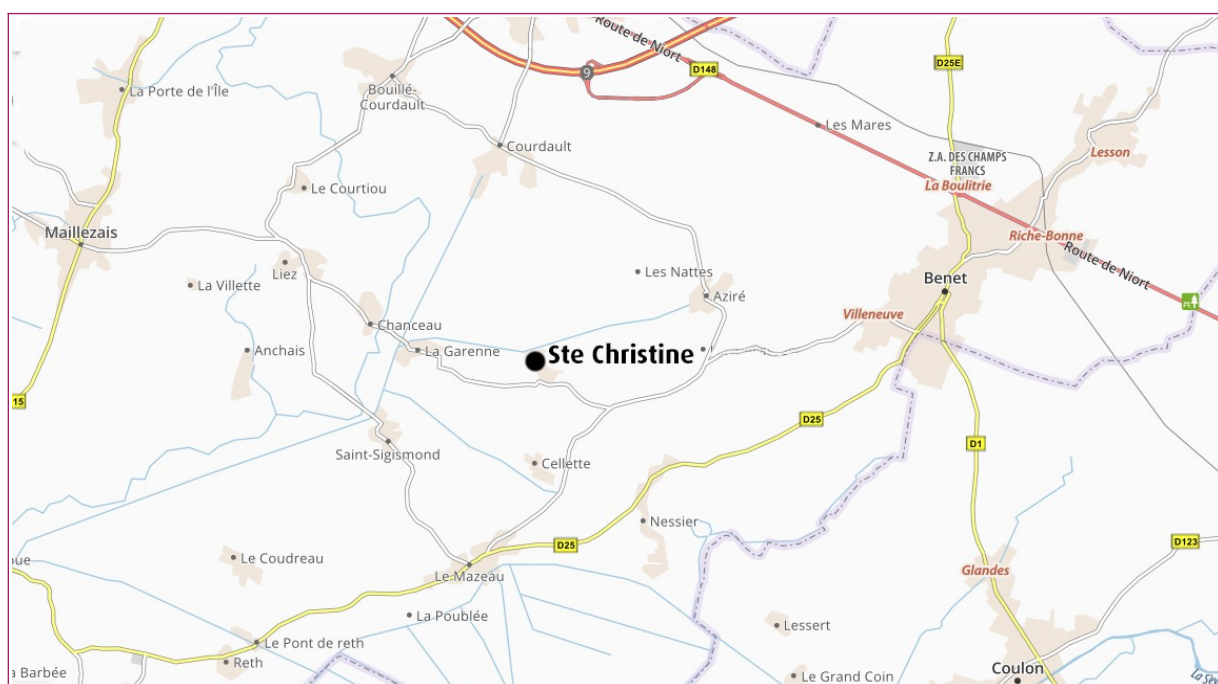 Route de Niort
9
D148
D25E
La Porte de l'Île
Bouillé-
Courdault
Les Mares
Courdault
Lesson
Z.A. DES CHAMPS
FRANCS
La Boulitrie
Le Courtiou
Maillezais
Riche-Bonne
Route de Niort
Liez
Les Nattes
La Villette
Benet
Aziré
Villeneuve
Chanceau
Anchais
La Garenne
Ste Christine
15
D25
D1
Saint-Sigismond
Cellette
Nessier
D25
D123
Le Coudreau
Glandes
Le Mazeau
La Poublée
Lessert
Le Pont de reth
Reth
a Barbée
Coulon
Le Grand Coin
La Sèv